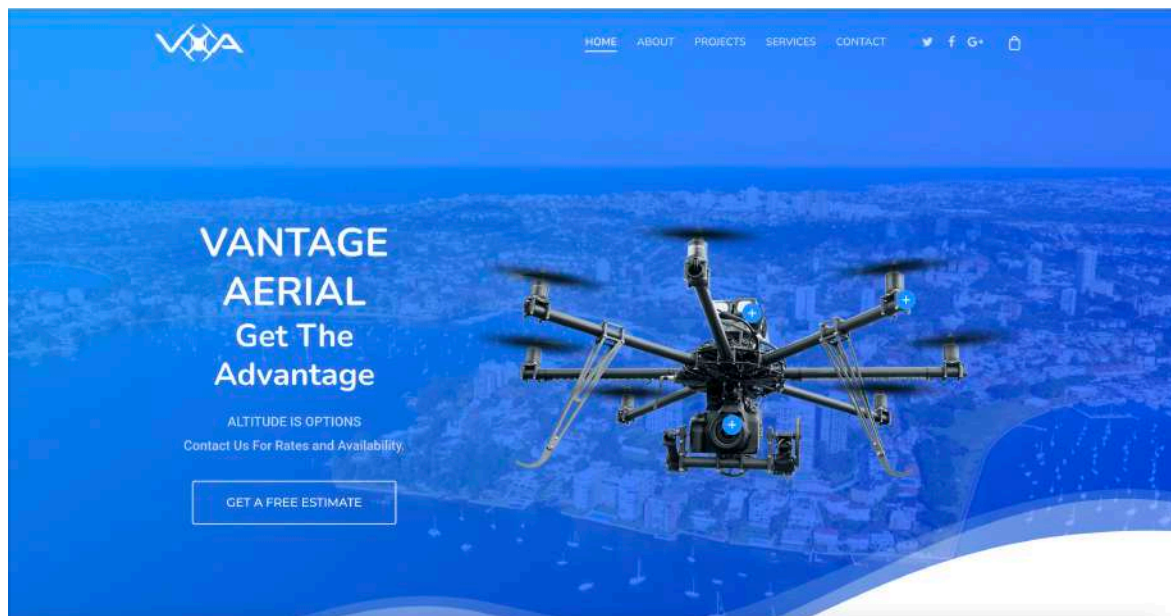 VXA
HOME ABOUT PROJECTS SERVICES CONTACT
VANTAGE
AERIAL
Get The
Advantage
ALTITUDE IS OPTIONS
Contact Us For Rates and Availability.
GET A FREE ESTIMATE